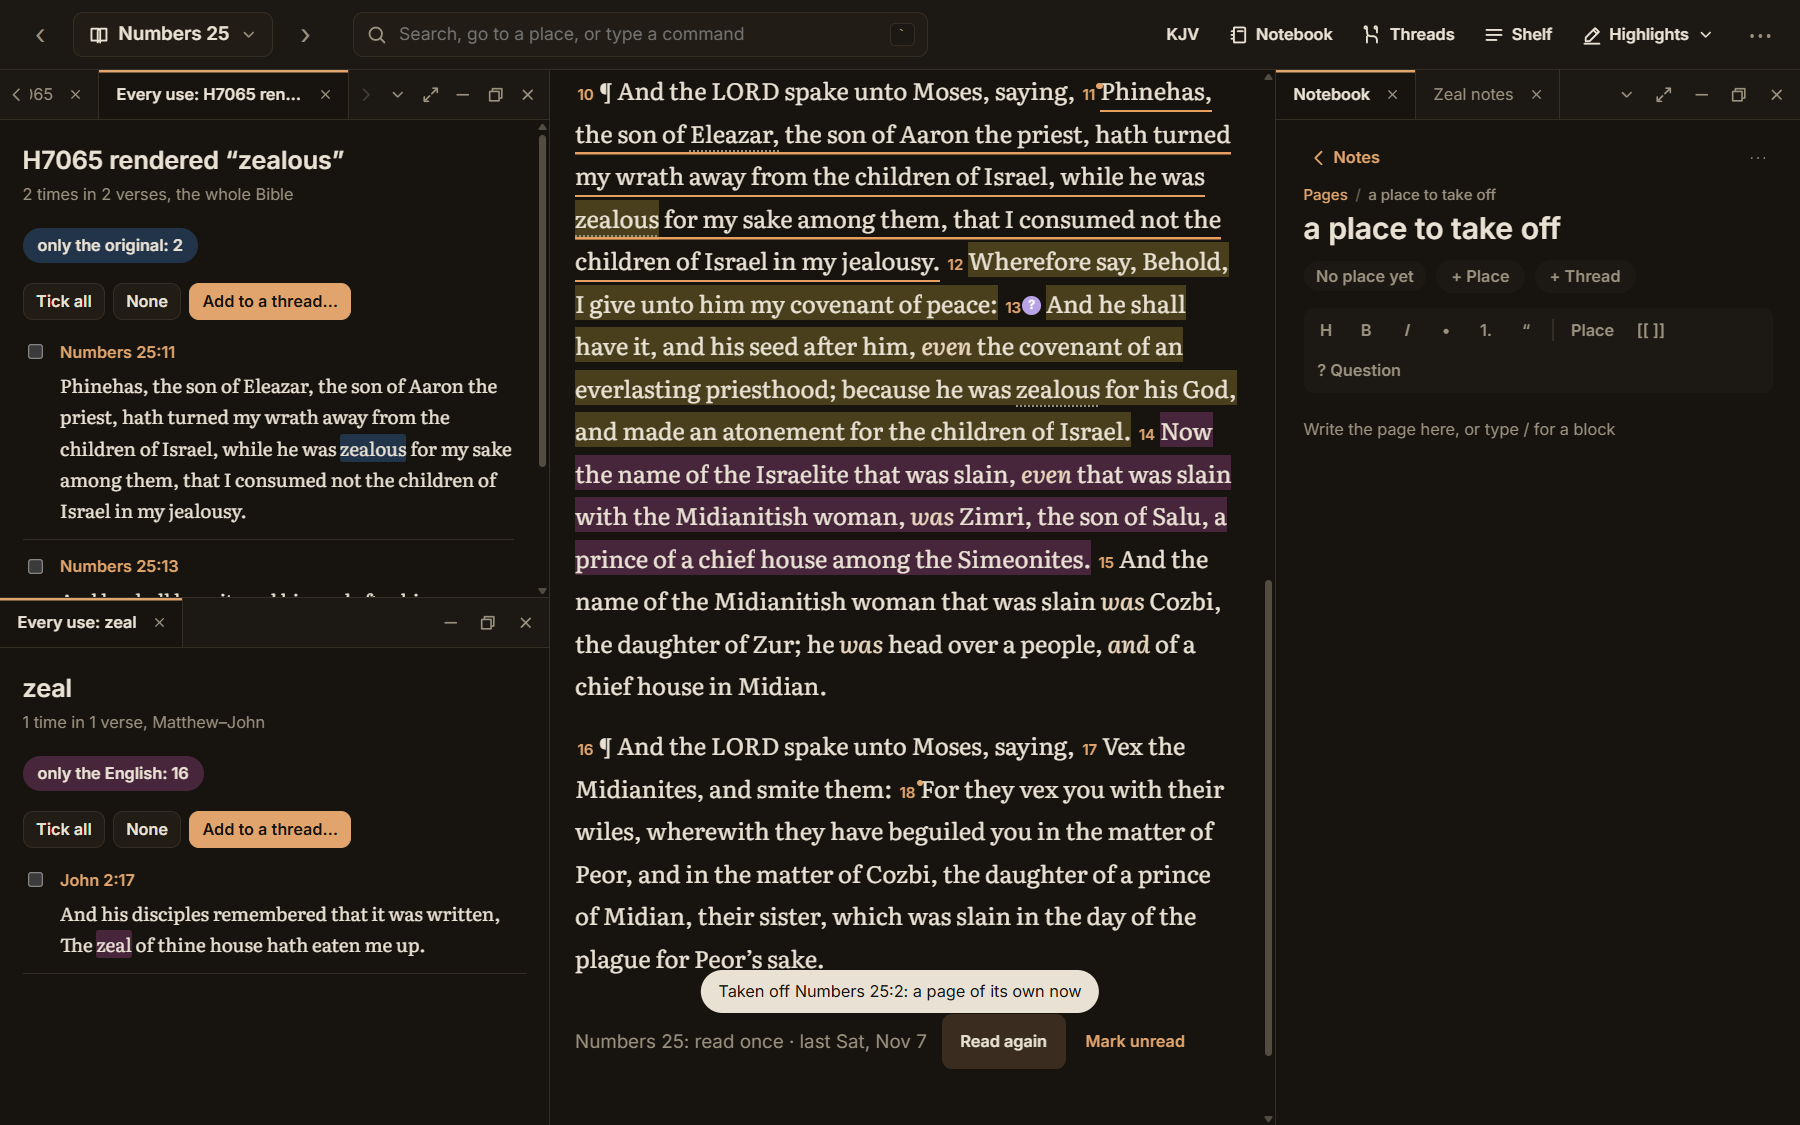 Numbers 25
Search, go to a place, or type a command
`
KJV
Notebook
Threads
Shelf
Highlights
065
Every use: H7065 ren...
H7065 rendered “zealous”
2 times in 2 verses, the whole Bible
only the original: 2
Tick all
None
Add to a thread...
Numbers 25:11
Phinehas, the son of Eleazar, the son of Aaron the
priest, hath turned my wrath away from the
children of Israel, while he was zealous for my sake
among them, that I consumed not the children of
Israel in my jealousy.
Numbers 25:13
Every use: zeal
zeal
1 time in 1 verse, Matthew–John
only the English: 16
Tick all
None
Add to a thread...
John 2:17
And his disciples remembered that it was written,
The zeal of thine house hath eaten me up.
10 ¶ And the LORD spake unto Moses, saying, 11 Phinehas,
the son of Eleazar, the son of Aaron the priest, hath turned
my wrath away from the children of Israel, while he was
zealous for my sake among them, that I consumed not the
children of Israel in my jealousy. 12 Wherefore say, Behold,
I give unto him my covenant of peace: 13 ? And he shall
have it, and his seed after him, even the covenant of an
everlasting priesthood; because he was zealous for his God,
and made an atonement for the children of Israel. 14 Now
the name of the Israelite that was slain, even that was slain
with the Midianitish woman, was Zimri, the son of Salu, a
prince of a chief house among the Simeonites. 15 And the
name of the Midianitish woman that was slain was Cozbi,
the daughter of Zur; he was head over a people, and of a
chief house in Midian.
16 ¶ And the LORD spake unto Moses, saying, 17 Vex the
Midianites, and smite them: 18 For they vex you with their
wiles, wherewith they have beguiled you in the matter of
Peor, and in the matter of Cozbi, the daughter of a prince
of Midian, their sister, which was slain in the day of the
plague for Peor’s sake.
Taken off Numbers 25:2: a page of its own now
Numbers 25: read once · last Sat, Nov 7
Read again
Mark unread
Notebook
Zeal notes
Notes
Pages / a place to take off
a place to take off
No place yet
+ Place
+ Thread
H B I • 1. “ Place [[ ]]
? Question
Write the page here, or type / for a block